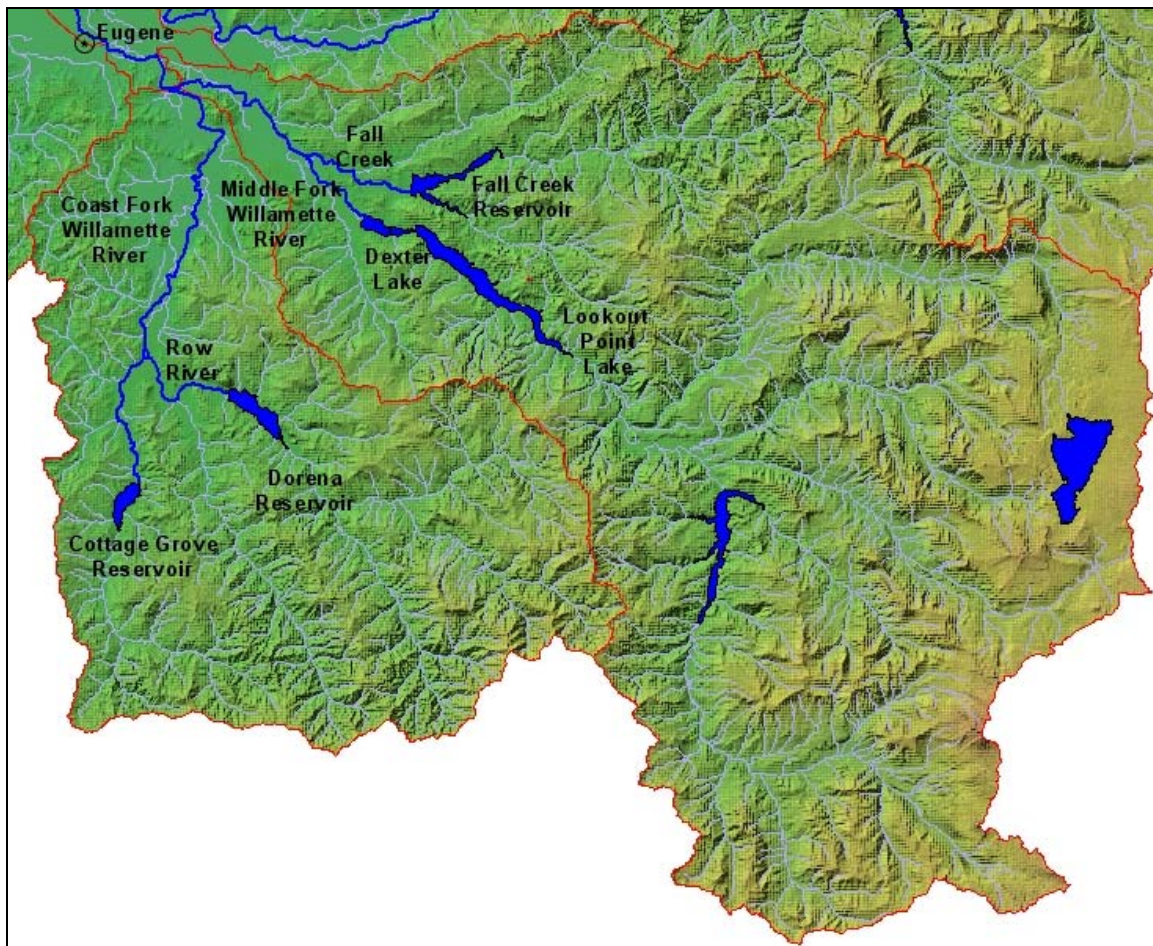 Eugene
Fall
Creek
Fall Creek
Reservoir
Middle Fork
Willamette
River
Coast Fork
Willamette
River
Dexter
Lake
Lookout
Point
Lake
Row
River
Dorena
Reservoir
Cottage Grove
Reservoir